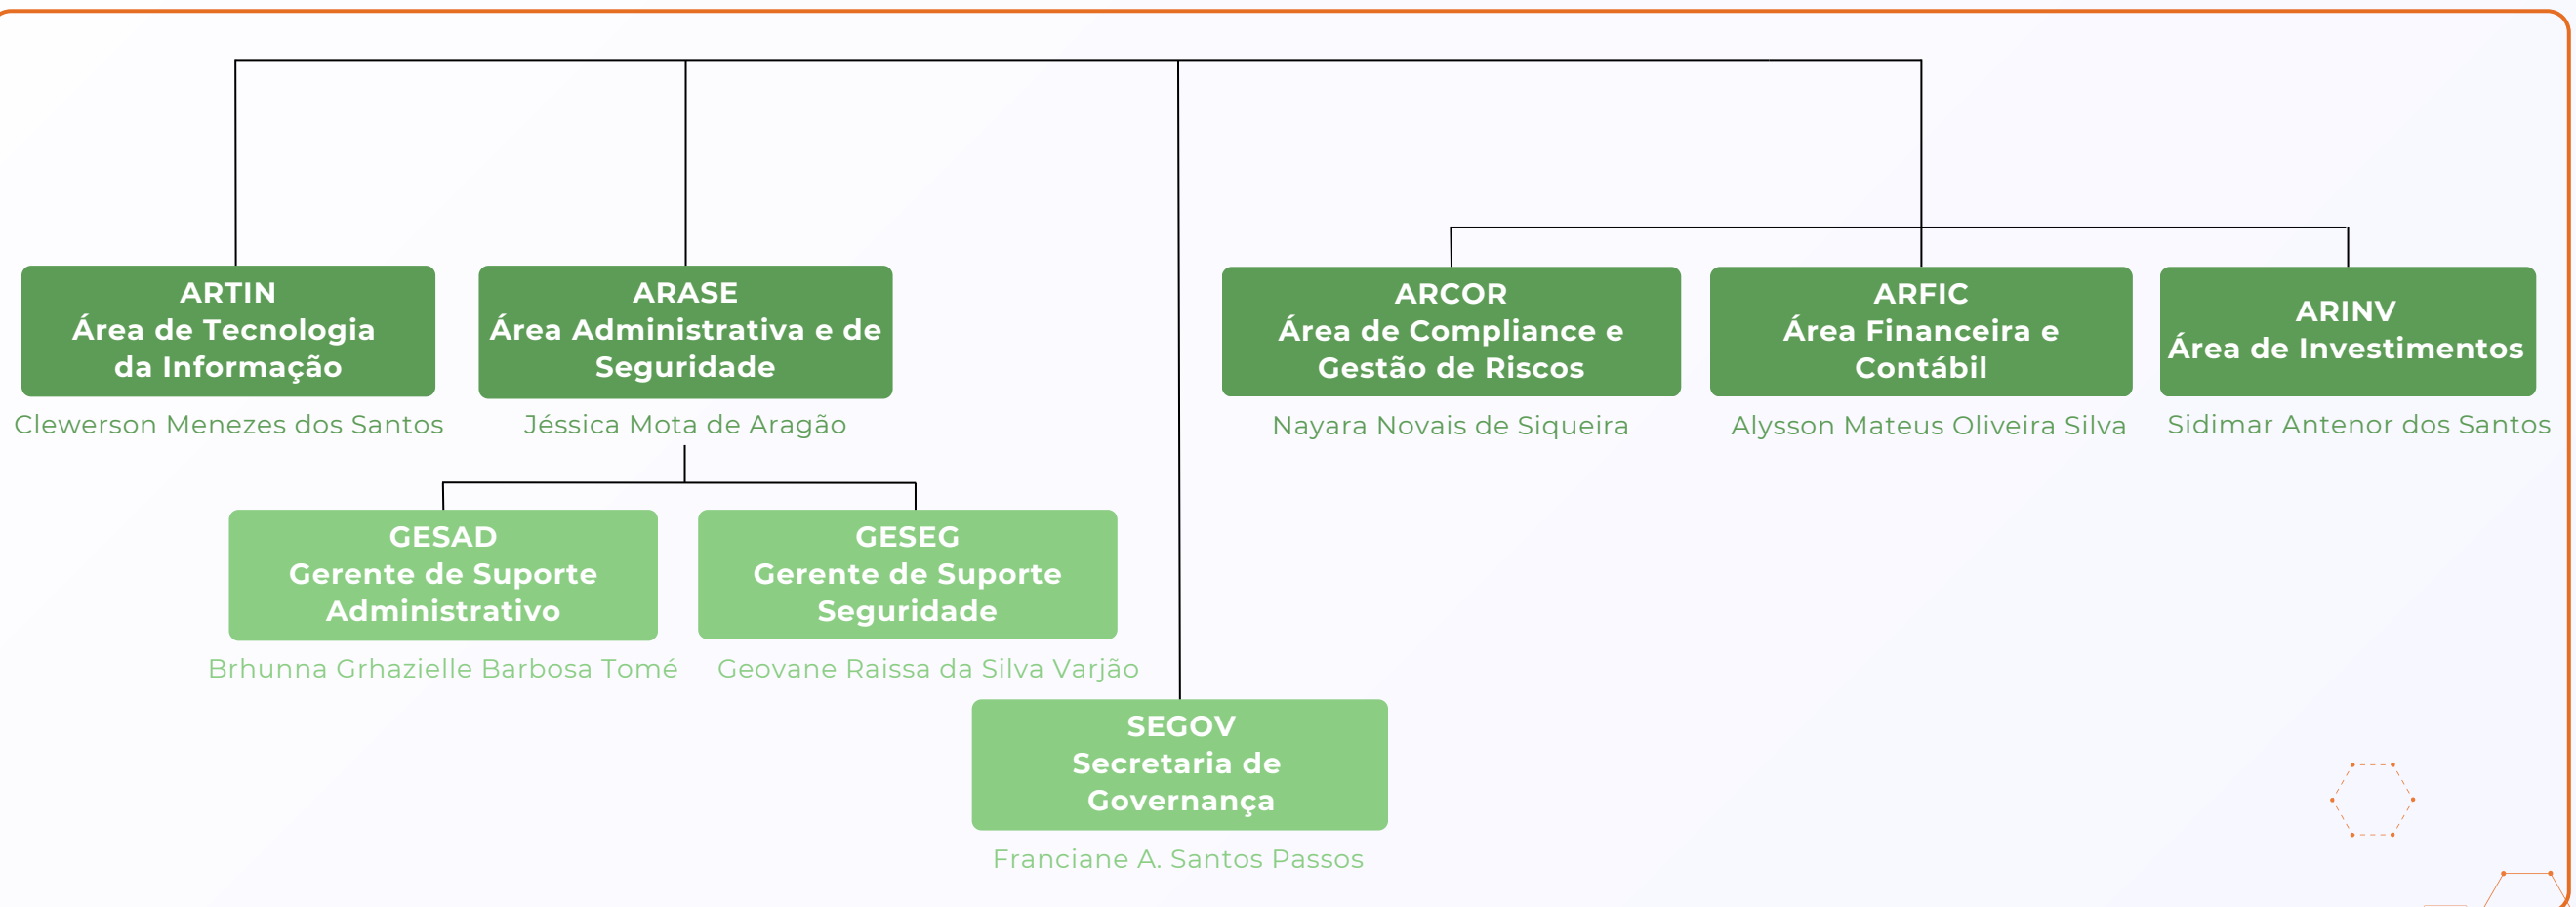 ARTIN
Área de Tecnologia
da Informação
Clewerson Menezes dos Santos
ARASE
Área Administrativa e de
Seguridade
Jéssica Mota de Aragão
ARCOR
Área de Compliance e
Gestão de Riscos
Nayara Novais de Siqueira
ARFIC
Área Financeira e
Contábil
Alysson Mateus Oliveira Silva
ARINV
Área de Investimentos
Sidimar Antenor dos Santos
GESAD
Gerente de Suporte
Administrativo
Brhunna Grhazielle Barbosa Tomé
GESEG
Gerente de Suporte
Seguridade
Geovane Raissa da Silva Varjão
SEGOV
Secretaria de
Governança
Franciane A. Santos Passos